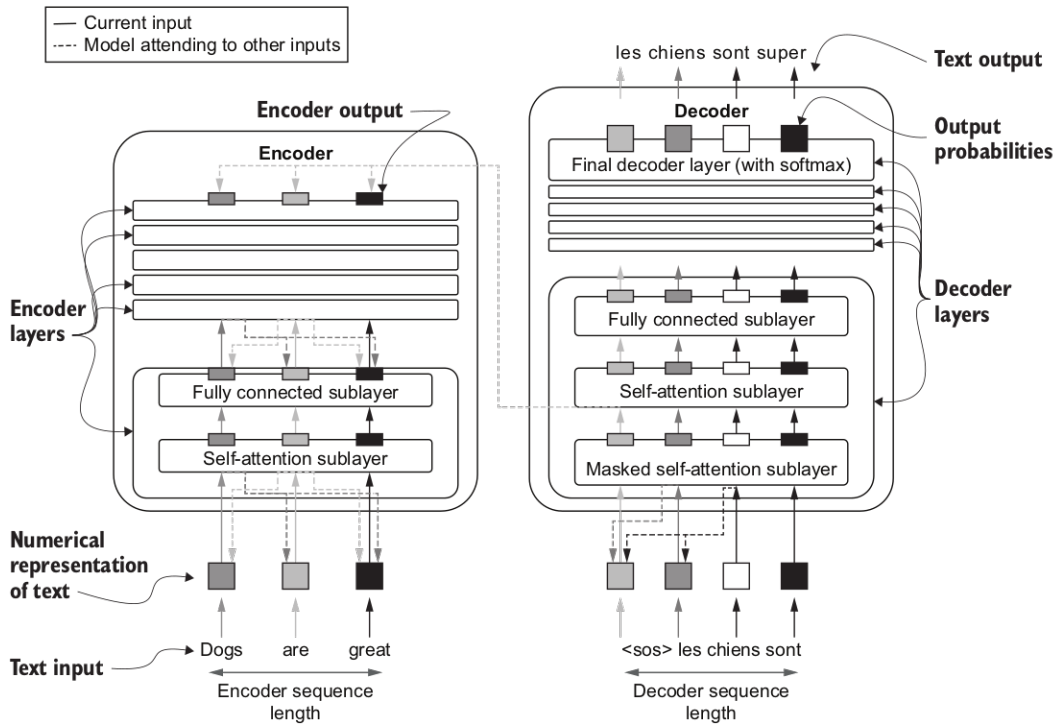 Current input
Model attending to other inputs
Encoder output
Encoder
Encoder
layers
Fully connected sublayer
Self-attention sublayer
Numerical
representation
of text
Text input
Dogs are great
Encoder sequence
length
les chiens sont super
Text output
Decoder
Output
probabilities
Final decoder layer (with softmax)
Decoder
layers
Fully connected sublayer
Self-attention sublayer
Masked self-attention sublayer
<sos> les chiens sont
Decoder sequence
length